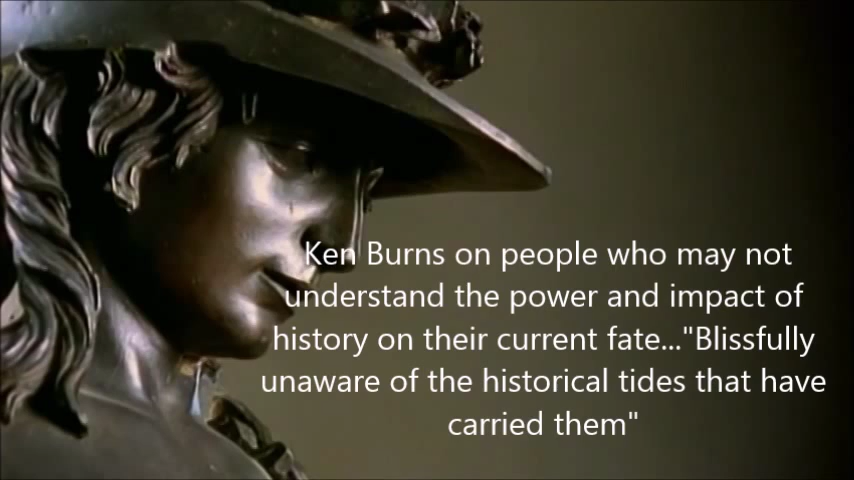 Ken Burns on people who may not
understand the power and impact of
history on their current fate..."Blissfully
unaware of the historical tides that have
carried them"